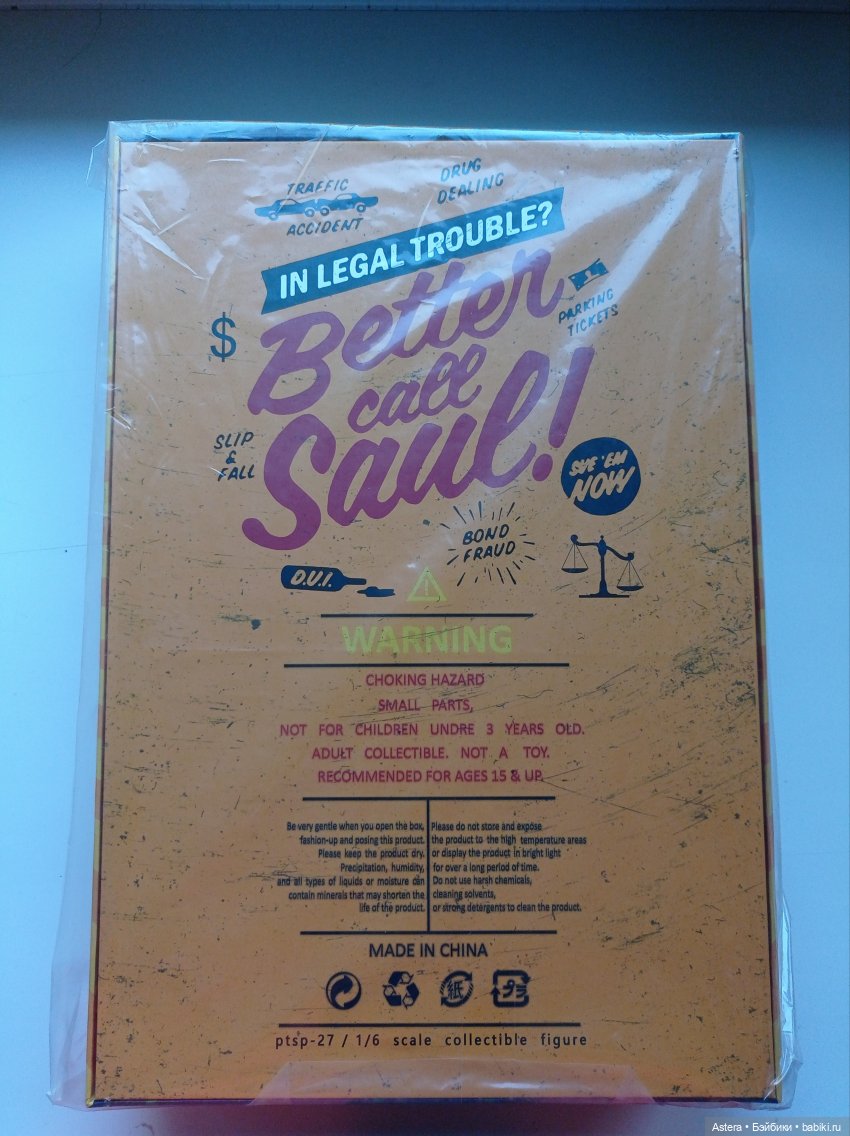 TRAFFIC
ACCIDENT
DRUG
DEALING
IN LEGAL TROUBLE?
Better
call
Saul!
$
PARKING
TICKETS
SLIP
&
FALL
SUE 'EM
NOW
BOND
FRAUD
D.U.I.
WARNING
CHOKING HAZARD
SMALL PARTS,
NOT FOR CHILDREN UNDRE 3 YEARS OLD.
ADULT COLLECTIBLE. NOT A TOY.
RECOMMENDED FOR AGES 15 & UP.
Be very gentle when you open the box,
fashion-up and posing this product.
Please keep the product dry.
Precipitation, humidity,
and all types of liquids or moisture can
contain minerals that may shorten the
life of the product.
Please do not store and expose
the product to the high temperature areas
or display the product in bright light
for over a long period of time.
Do not use harsh chemicals,
cleaning solvents,
or strong detergents to clean the product.
MADE IN CHINA
紙
プラ
ptsp-27 / 1/6 scale collectible figure
Astera • Бэйбики • babiki.ru